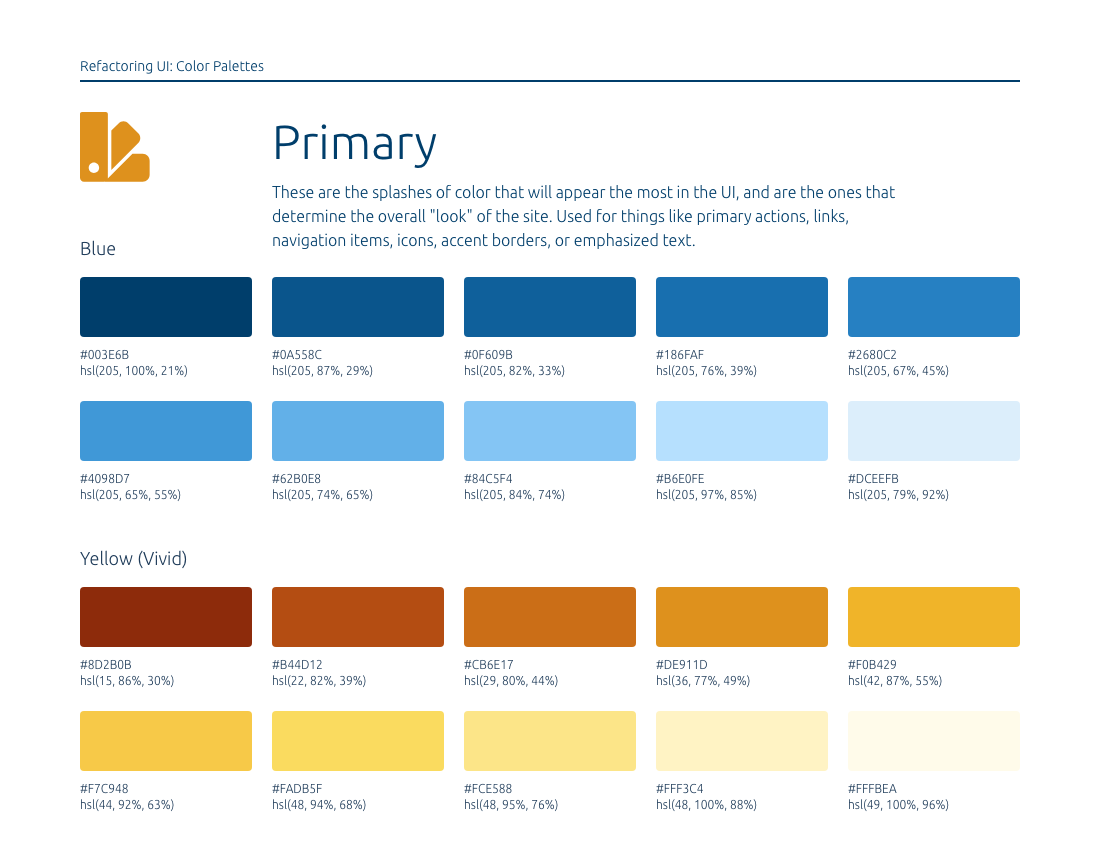 Refactoring UI: Color Palettes
Primary
These are the splashes of color that will appear the most in the UI, and are the ones that
determine the overall "look" of the site. Used for things like primary actions, links,
navigation items, icons, accent borders, or emphasized text.
Blue
#003E6B
hsl(205, 100%, 21%)
#0A558C
hsl(205, 87%, 29%)
#0F609B
hsl(205, 82%, 33%)
#186FAF
hsl(205, 76%, 39%)
#2680C2
hsl(205, 67%, 45%)
#4098D7
hsl(205, 65%, 55%)
#62B0E8
hsl(205, 74%, 65%)
#84C5F4
hsl(205, 84%, 74%)
#B6E0FE
hsl(205, 97%, 85%)
#DCEEFB
hsl(205, 79%, 92%)
Yellow (Vivid)
#8D2B0B
hsl(15, 86%, 30%)
#B44D12
hsl(22, 82%, 39%)
#CB6E17
hsl(29, 80%, 44%)
#DE911D
hsl(36, 77%, 49%)
#F0B429
hsl(42, 87%, 55%)
#F7C948
hsl(44, 92%, 63%)
#FADB5F
hsl(48, 94%, 68%)
#FCE588
hsl(48, 95%, 76%)
#FFF3C4
hsl(48, 100%, 88%)
#FFFBEA
hsl(49, 100%, 96%)